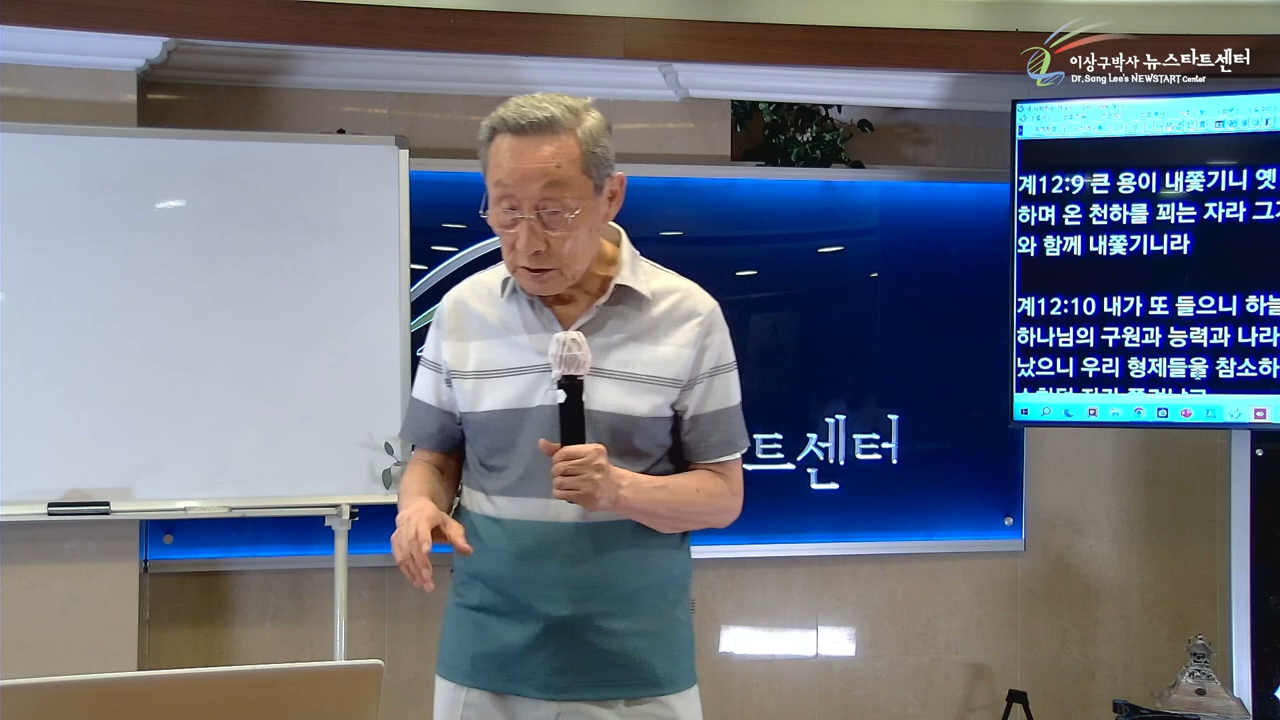 이상구박사 뉴스타트센터
Dr. Sang Lee's NEWSTART Center
계12:9 큰 용이 내쫓기니 옛
하며 온 천하를 꾀는 자라 그가
와 함께 내쫓기니라
계12:10 내가 또 들으니 하늘
하나님의 구원과 능력과 나라
났으니 우리 형제들을 참소하
트센터